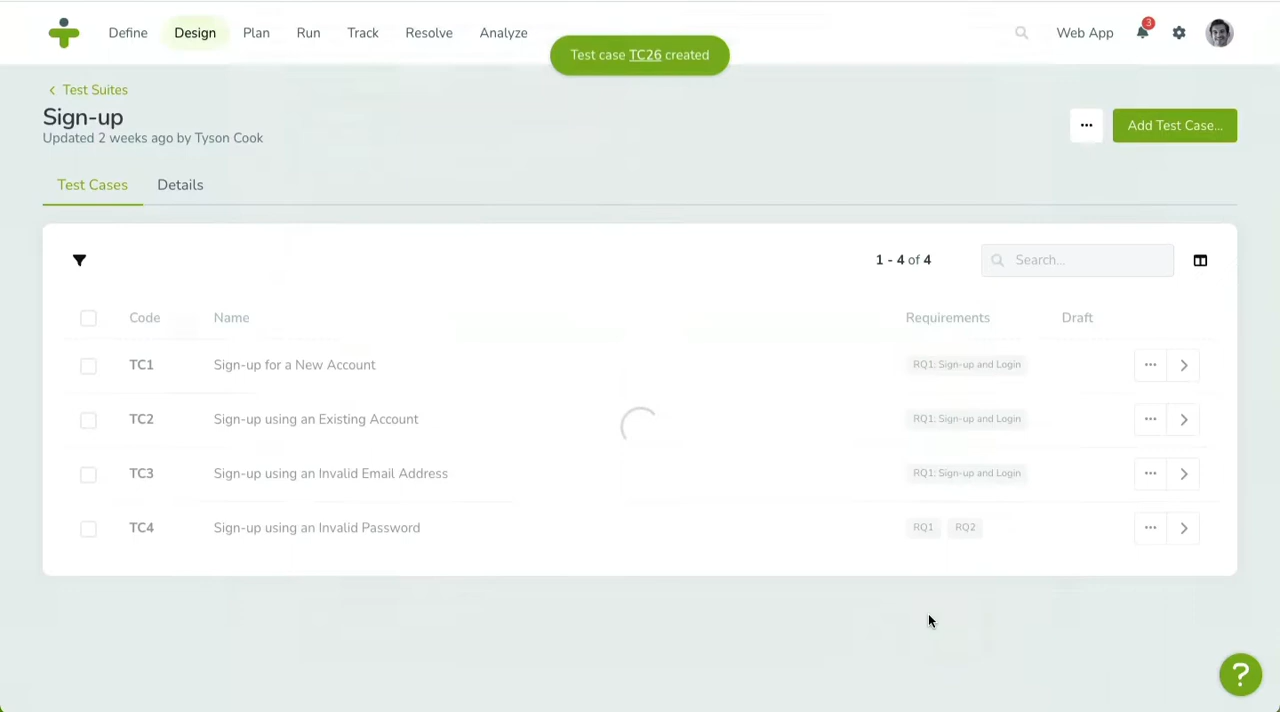 Define Design Plan Run Track Resolve Analyze Web App 3
Test case TC26 created
Test Suites
Sign-up
Updated 2 weeks ago by Tyson Cook
... Add Test Case...
Test Cases Details
1 - 4 of 4 Search...
Code Name Requirements Draft
TC1 Sign-up for a New Account RQ1: Sign-up and Login ...
TC2 Sign-up using an Existing Account RQ1: Sign-up and Login ...
TC3 Sign-up using an Invalid Email Address RQ1: Sign-up and Login ...
TC4 Sign-up using an Invalid Password RQ1 RQ2 ...
?